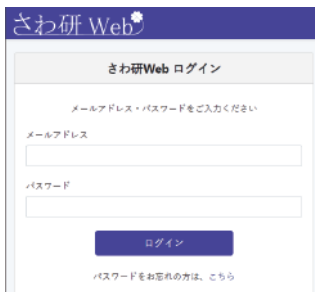 さわ研 Web
さわ研Web ログイン
メールアドレス・パスワードをご入力ください
メールアドレス
パスワード
ログイン
パスワードをお忘れの方は、こちら